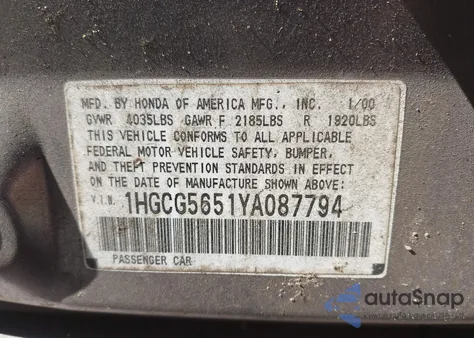 MFD. BY HONDA OF AMERICA MFG., INC. 1/00
GVWR 4035LBS GAWR F 2185LBS R 1920LBS
THIS VEHICLE CONFORMS TO ALL APPLICABLE
FEDERAL MOTOR VEHICLE SAFETY, BUMPER,
AND THEFT PREVENTION STANDARDS IN EFFECT
ON THE DATE OF MANUFACTURE SHOWN ABOVE:
V.I.N. 1HGCG5651YA087794
PASSENGER CAR
autoSnap